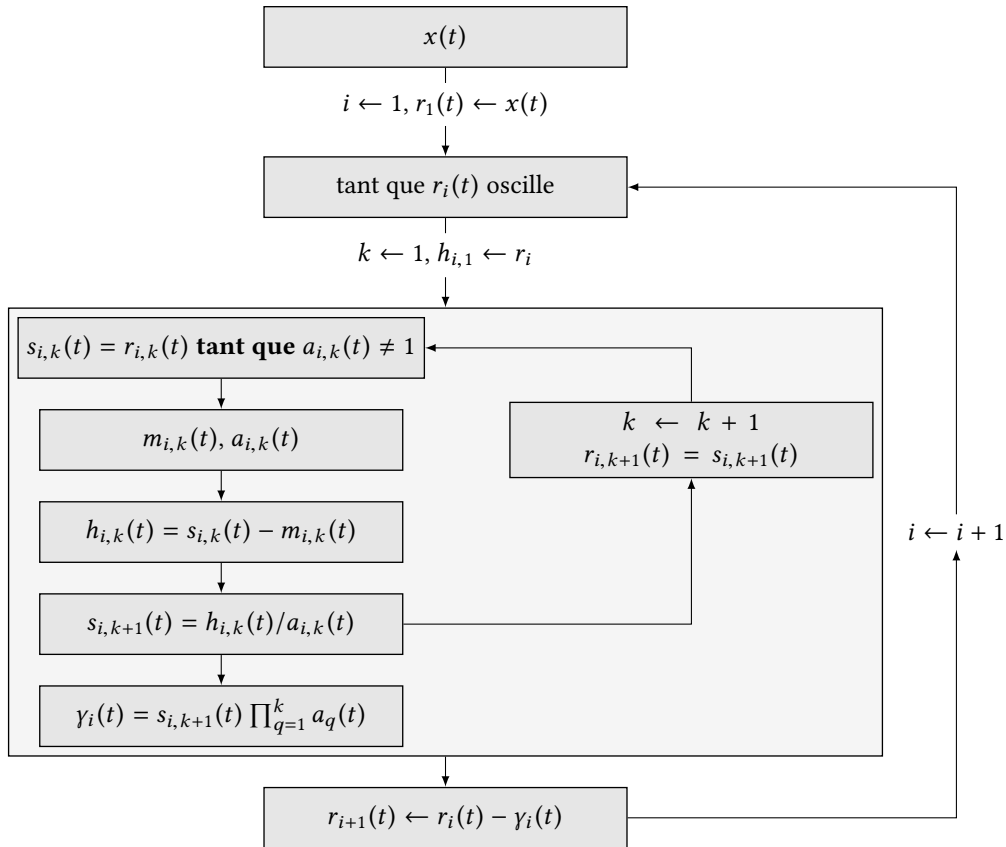 x(t)
i ← 1, r₁(t) ← x(t)
tant que rᵢ(t) oscille
k ← 1, hᵢ,₁ ← rᵢ
sᵢ,ₖ(t) = rᵢ,ₖ(t) tant que aᵢ,ₖ(t) ≠ 1
mᵢ,ₖ(t), aᵢ,ₖ(t)
k ← k + 1
rᵢ,ₖ₊₁(t) = sᵢ,ₖ₊₁(t)
hᵢ,ₖ(t) = sᵢ,ₖ(t) − mᵢ,ₖ(t)
i ← i + 1
sᵢ,ₖ₊₁(t) = hᵢ,ₖ(t)/aᵢ,ₖ(t)
γᵢ(t) = sᵢ,ₖ₊₁(t) ∏_{q=1}^{k} a_q(t)
rᵢ₊₁(t) ← rᵢ(t) − γᵢ(t)